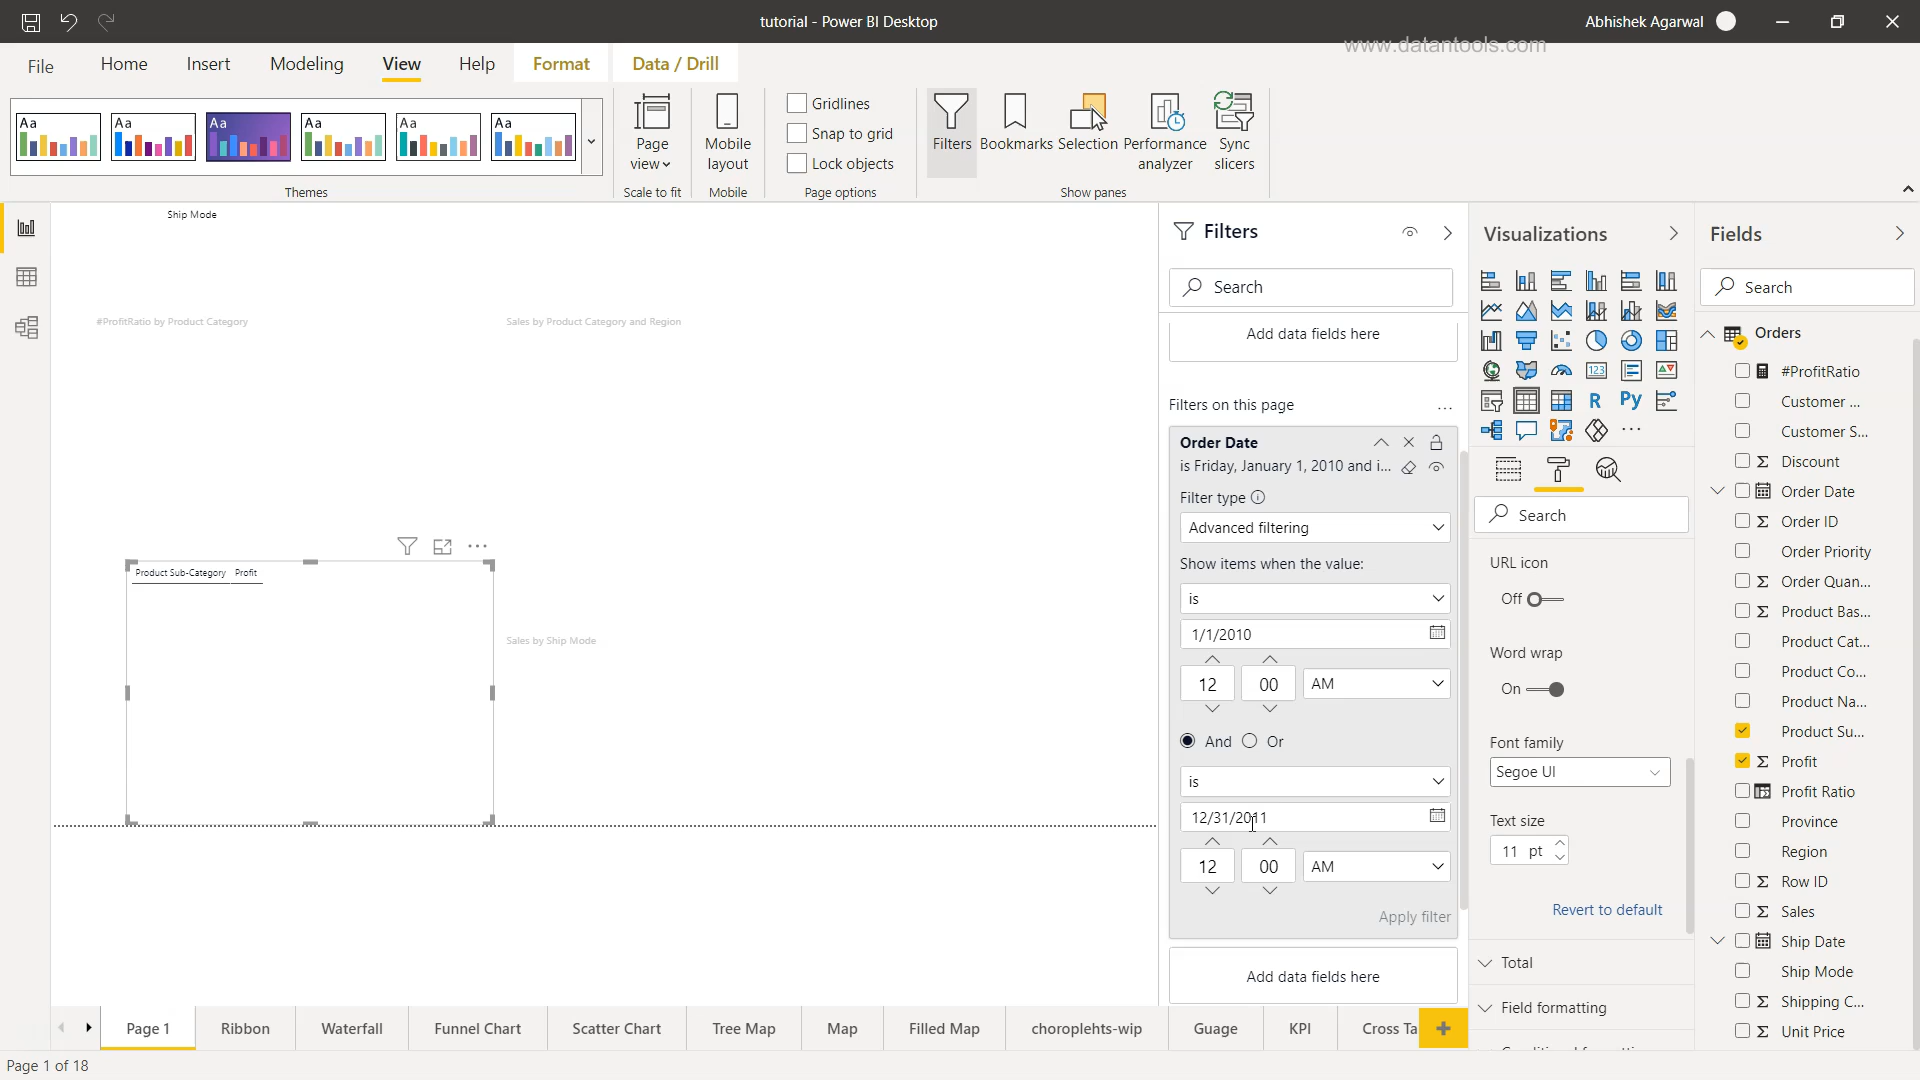 tutorial - Power BI Desktop
Abhishek Agarwal
www.datantools.com
File
Home
Insert
Modeling
View
Help
Format
Data / Drill
Aa
Aa
Aa
Aa
Aa
Aa
Themes
Page view
Scale to fit
Mobile layout
Mobile
Gridlines
Snap to grid
Lock objects
Page options
Filters
Bookmarks
Selection
Performance analyzer
Sync slicers
Show panes
Ship Mode
#ProfitRatio by Product Category
Sales by Product Category and Region
Product Sub-Category
Profit
Sales by Ship Mode
Filters
Search
Add data fields here
Filters on this page
...
Order Date
is Friday, January 1, 2010 and i...
Filter type
Advanced filtering
Show items when the value:
is
1/1/2010
12
00
AM
And
Or
is
12/31/2011
12
00
AM
Apply filter
Add data fields here
Visualizations
123
R
Py
...
Search
URL icon
Off
Word wrap
On
Font family
Segoe UI
Text size
11 pt
Revert to default
Total
Field formatting
Fields
Search
Orders
#ProfitRatio
Customer ...
Customer S...
Discount
Order Date
Order ID
Order Priority
Order Quan...
Product Bas...
Product Cat...
Product Co...
Product Na...
Product Su...
Profit
Profit Ratio
Province
Region
Row ID
Sales
Ship Date
Ship Mode
Shipping C...
Unit Price
Page 1
Ribbon
Waterfall
Funnel Chart
Scatter Chart
Tree Map
Map
Filled Map
choroplehts-wip
Guage
KPI
Cross Ta
Page 1 of 18